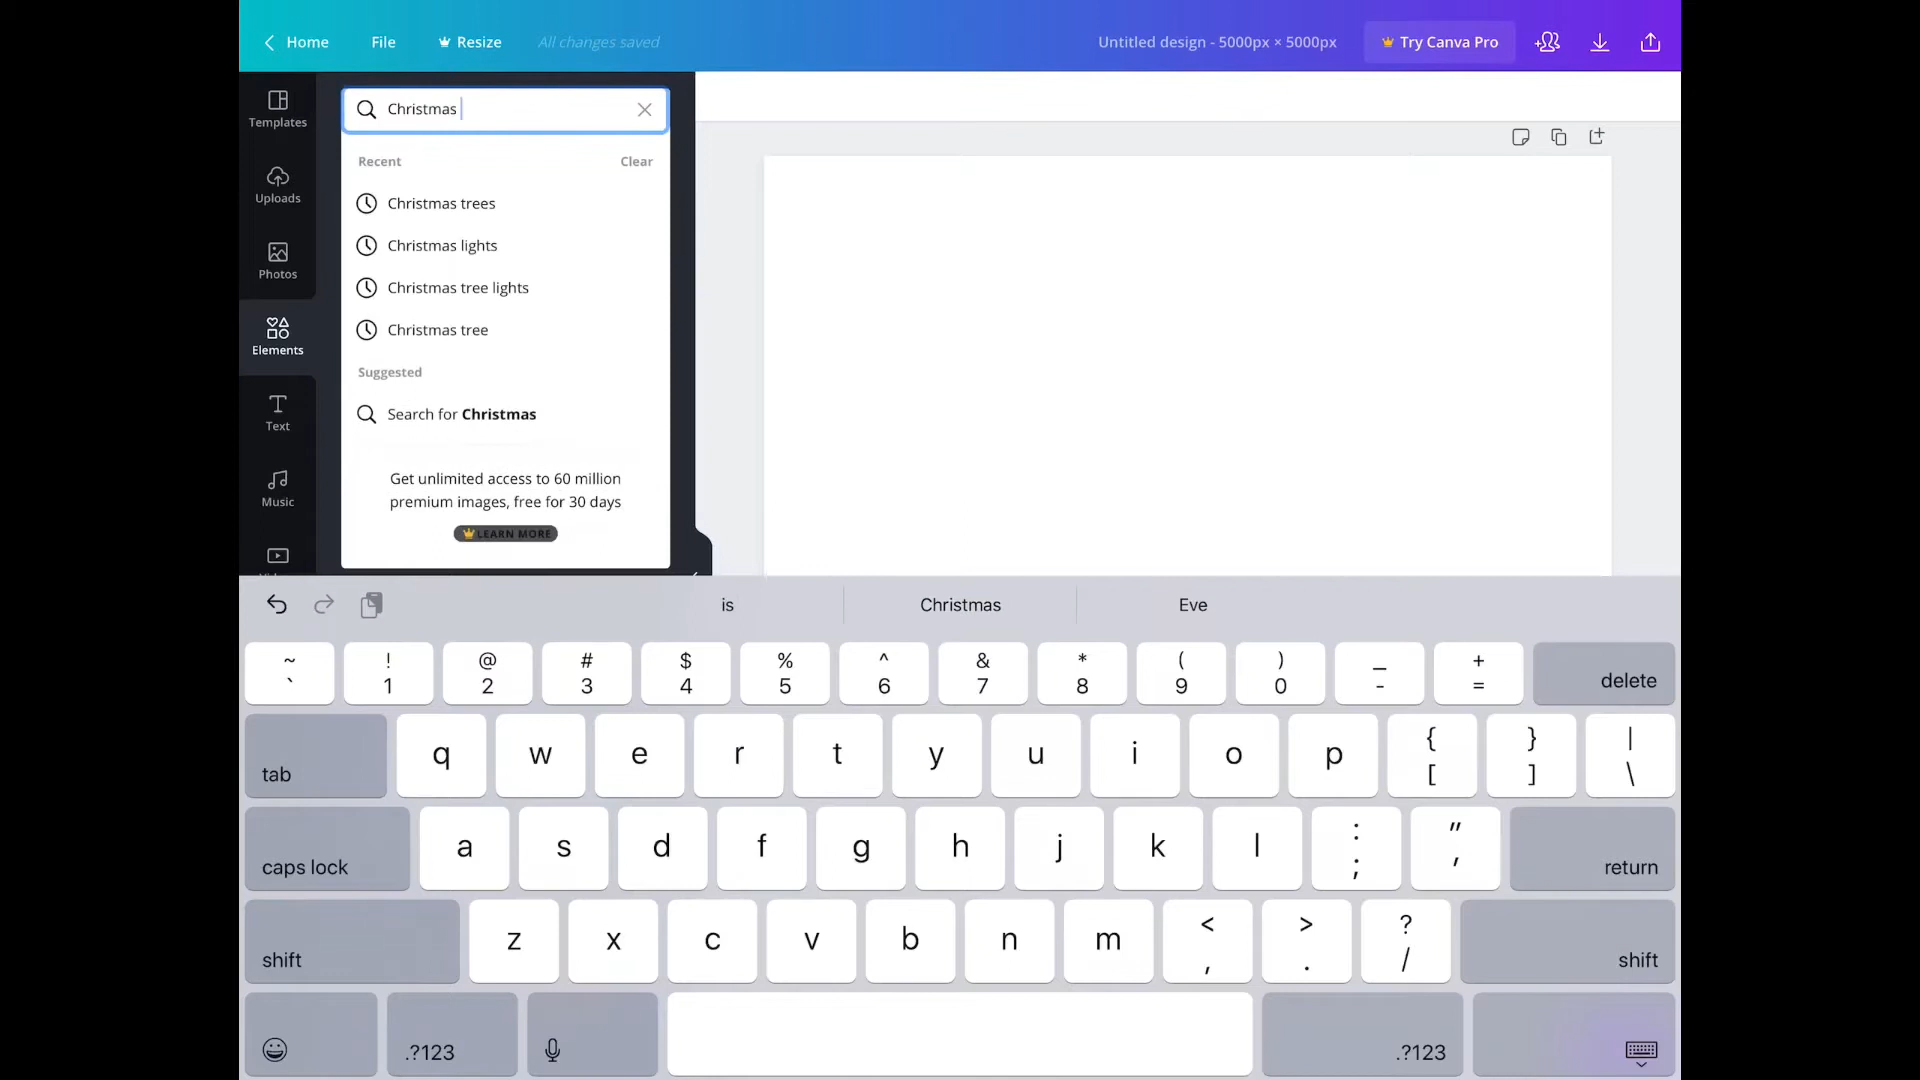 Home File Resize All changes saved Untitled design - 5000px × 5000px Try Canva Pro
Templates
Uploads
Photos
Elements
Text
Music
Christmas
Recent Clear
Christmas trees
Christmas lights
Christmas tree lights
Christmas tree
Suggested
Search for Christmas
Get unlimited access to 60 million
premium images, free for 30 days
LEARN MORE
is Christmas Eve
~ ! @ # $ % ^ & * ( ) _ +
` 1 2 3 4 5 6 7 8 9 0 - = delete
tab q w e r t y u i o p { [ } ] | \
caps lock a s d f g h j k l : ; " ' return
shift z x c v b n m < , > . ? / shift
.?123 .?123